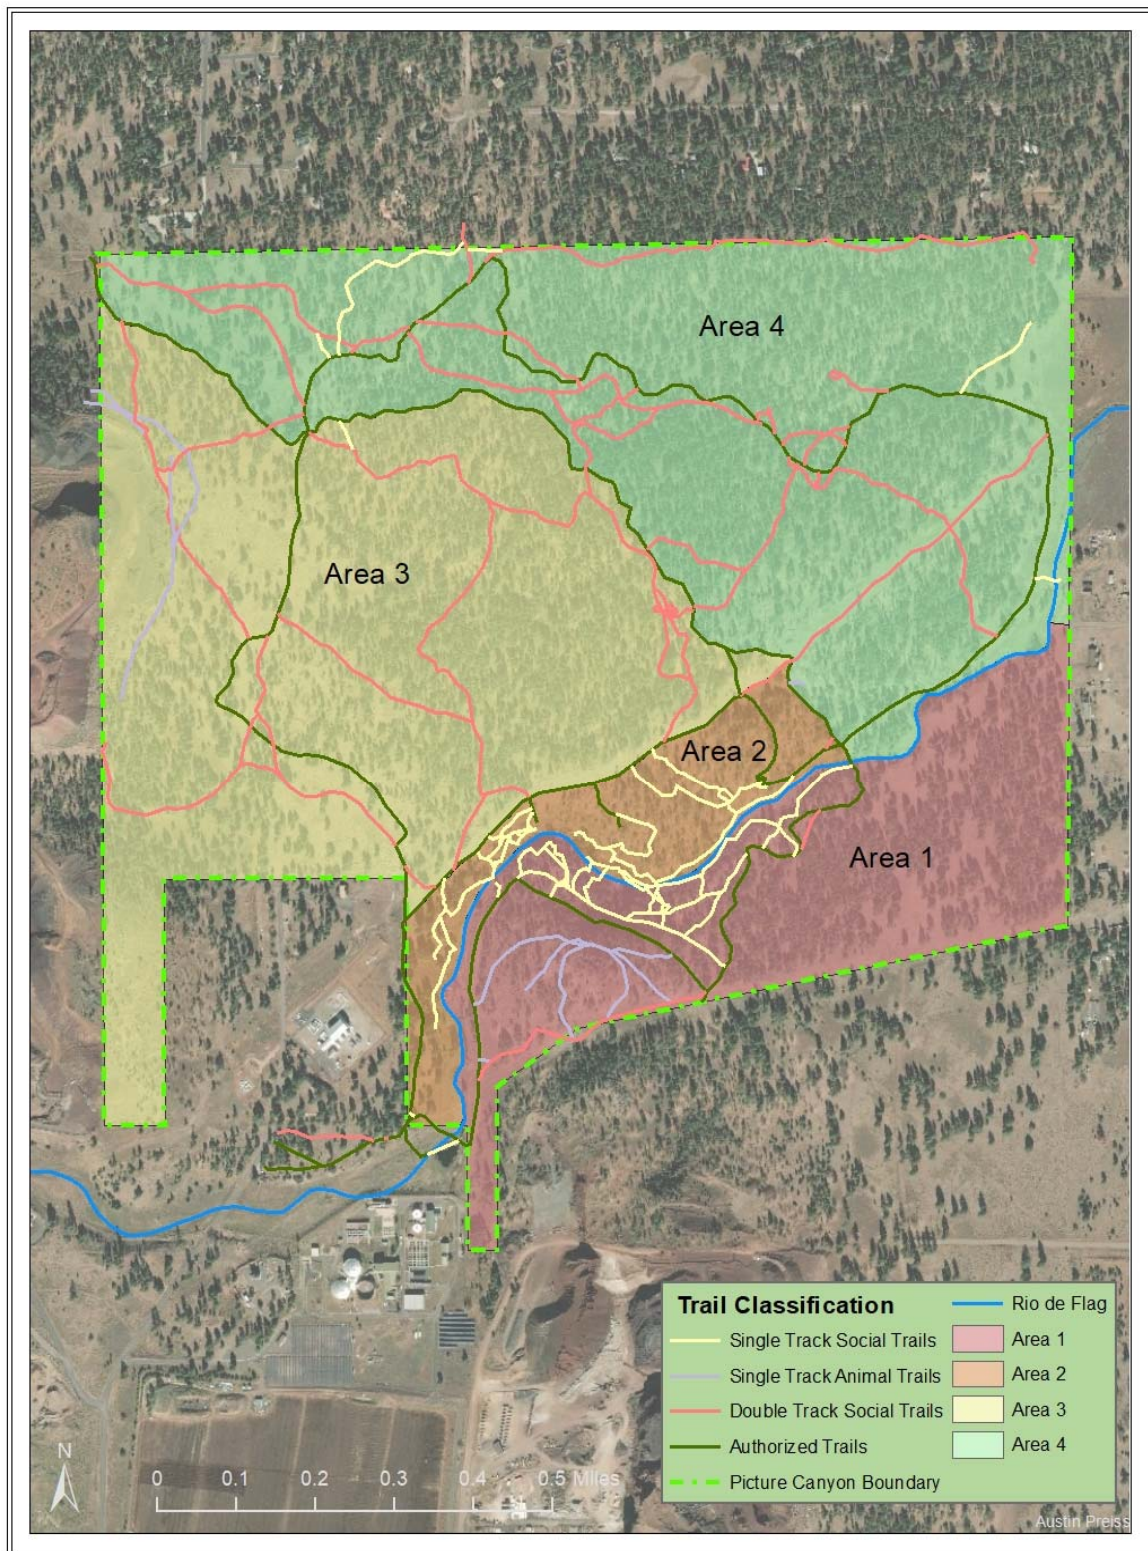 Area 4
Area 3
Area 2
Area 1
Trail Classification
Single Track Social Trails
Single Track Animal Trails
Double Track Social Trails
Authorized Trails
Picture Canyon Boundary
Rio de Flag
Area 1
Area 2
Area 3
Area 4
N
0 0.1 0.2 0.3 0.4 0.5 Miles
Austin Preiss